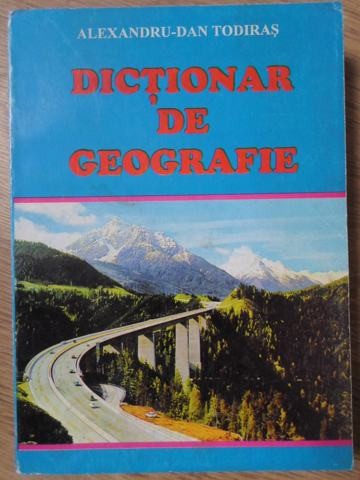 ALEXANDRU-DAN TODIRAȘ
DICȚIONAR
DE
GEOGRAFIE